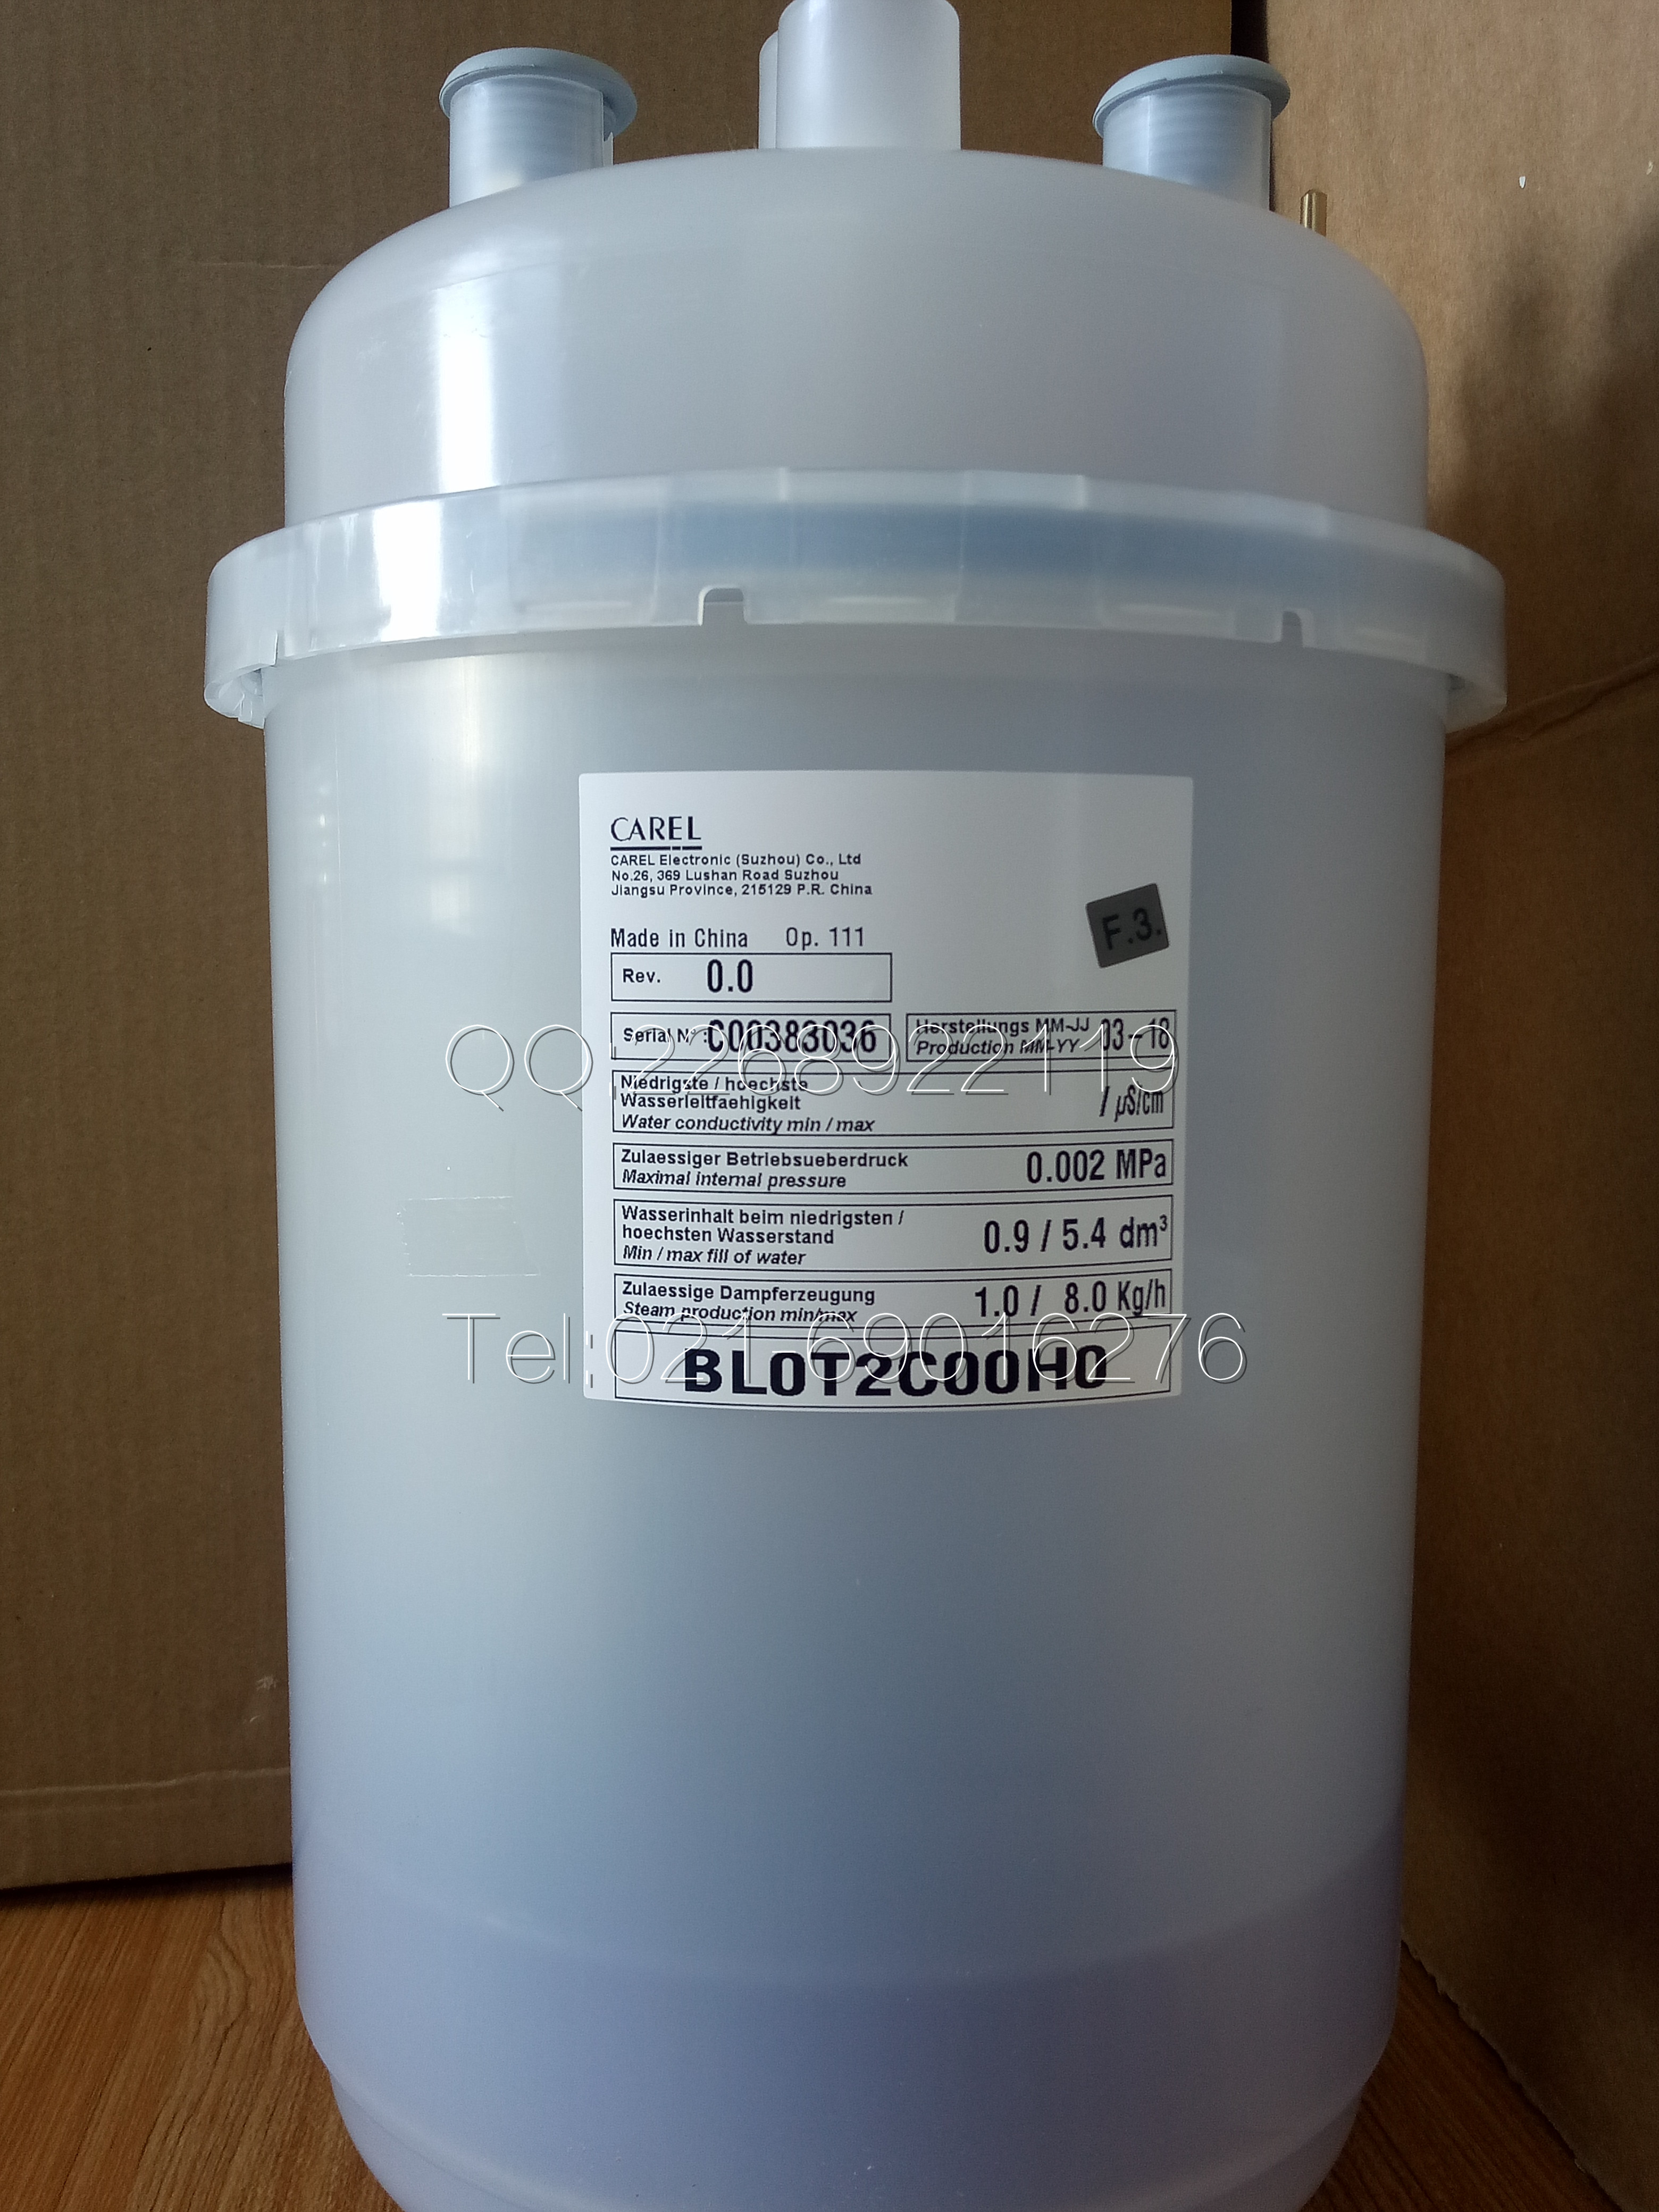 CAREL
CAREL Electronic (Suzhou) Co., Ltd
No.26, 369 Lushan Road Suzhou
Jiangsu Province, 215129 P.R. China
F.3.
Made in China Op. 111
Rev. 0.0
Serial N° : C00383036
Herstellungs MM-JJ 03-18
Production MM-YY
QQ:2268922119
Niedrigste / hoechste
Wasserleitfaehigkeit
Water conductivity min / max
/ µS/cm
Zulaessiger Betriebsueberdruck
Maximal internal pressure
0.002 MPa
Wasserinhalt beim niedrigsten /
hoechsten Wasserstand
Min / max fill of water
0.9 / 5.4 dm³
Zulaessige Dampferzeugung
Steam production min/max
1.0 / 8.0 Kg/h
Tel:021-69016276
BL0T2C00H0